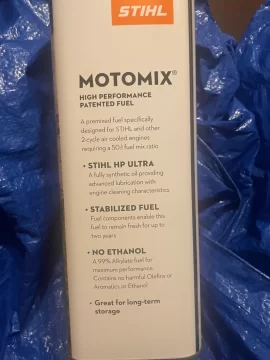 STIHL
MOTOMIX®
HIGH PERFORMANCE
PATENTED FUEL
A premixed fuel specifically
designed for STIHL and other
2-cycle air cooled engines
requiring a 50:1 fuel mix ratio
• STIHL HP ULTRA
A fully synthetic oil providing
advanced lubrication with
engine cleaning characteristics
• STABILIZED FUEL
Fuel components enable this
fuel to remain fresh for up to
two years
• NO ETHANOL
A 99% Alkylate fuel for
maximum performance.
Contains no harmful Olefins or
Aromatics or Ethanol
• Great for long-term
storage